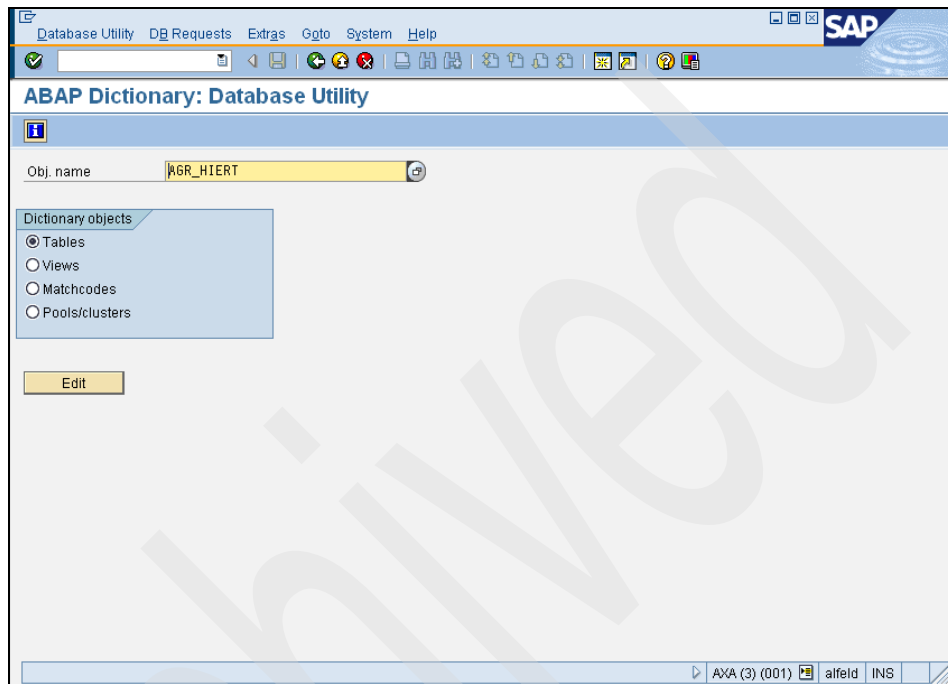 Database Utility DB Requests Extras Goto System Help
SAP
ABAP Dictionary: Database Utility
Obj. name AGR_HIERT
Dictionary objects
Tables
Views
Matchcodes
Pools/clusters
Edit
AXA (3) (001) alfeld INS
hived